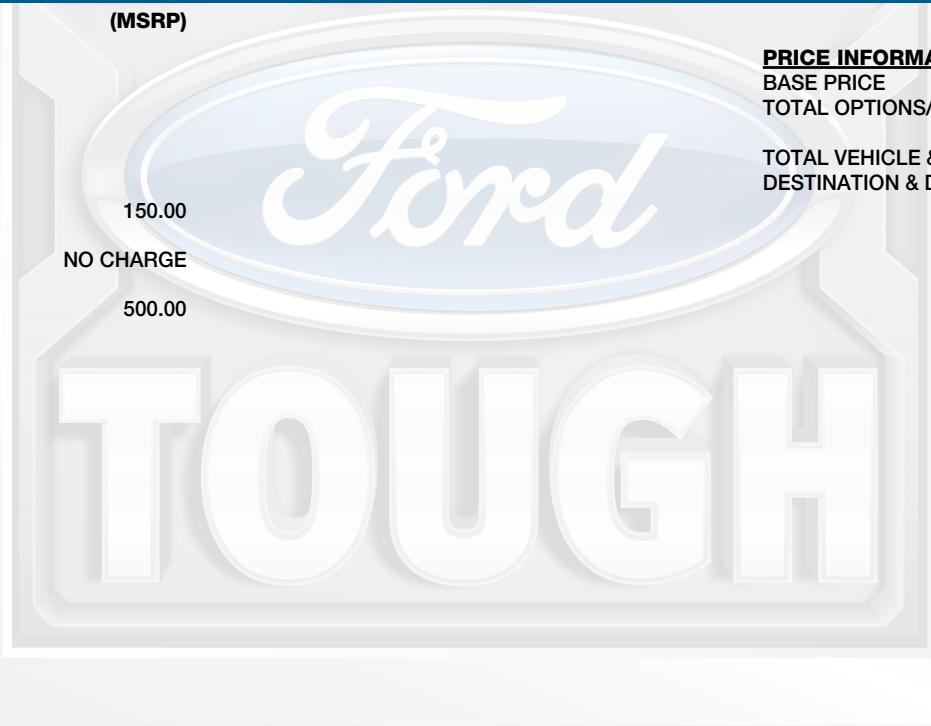 (MSRP)
150.00
NO CHARGE
500.00
PRICE INFORMA
BASE PRICE
TOTAL OPTIONS/
TOTAL VEHICLE &
DESTINATION & D
Ford
TOUGH